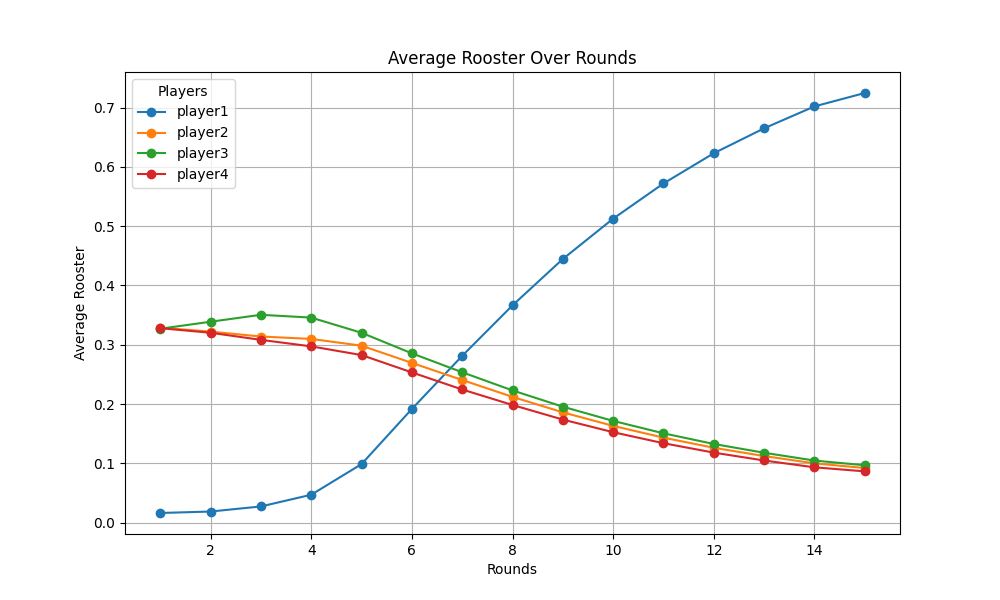 Average Rooster Over Rounds
Players
player1
player2
player3
player4
Average Rooster
0.7
0.6
0.5
0.4
0.3
0.2
0.1
0.0
2 4 6 8 10 12 14
Rounds